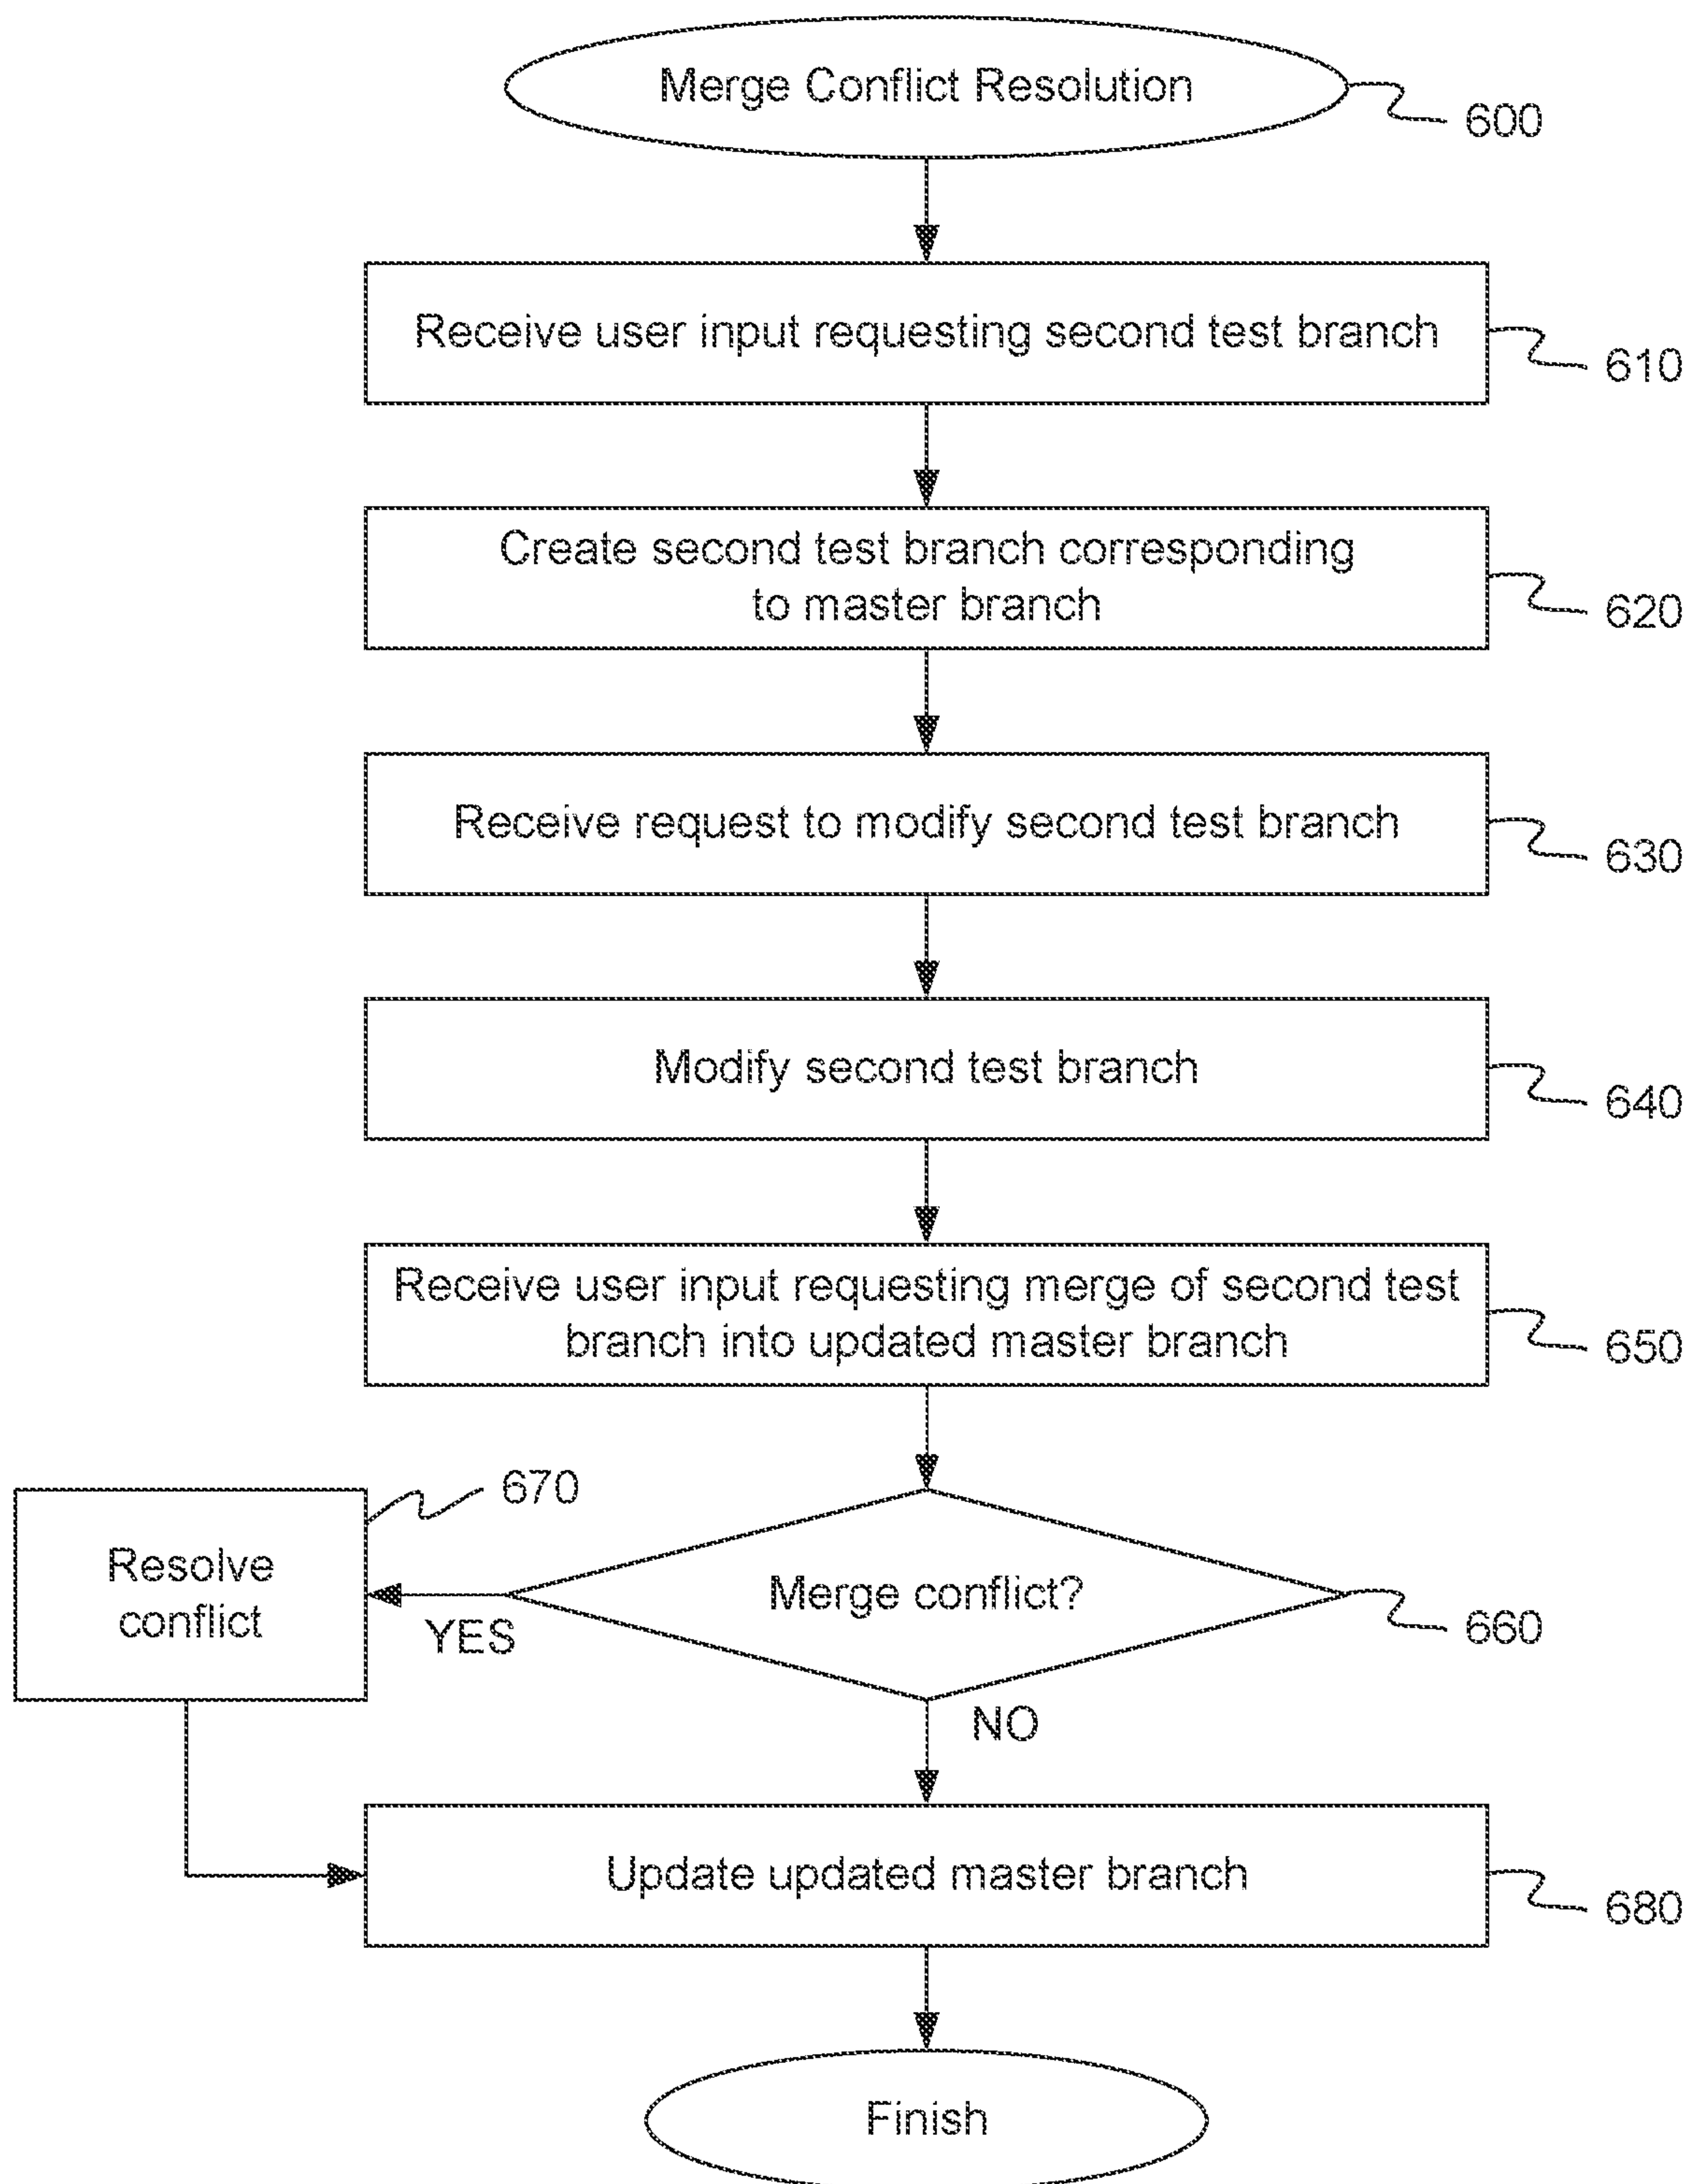 Merge Conflict Resolution
600
Receive user input requesting second test branch
610
Create second test branch corresponding
to master branch
620
Receive request to modify second test branch
630
Modify second test branch
640
Receive user input requesting merge of second test
branch into updated master branch
650
670
Resolve
conflict
YES
Merge conflict?
660
NO
Update updated master branch
680
Finish